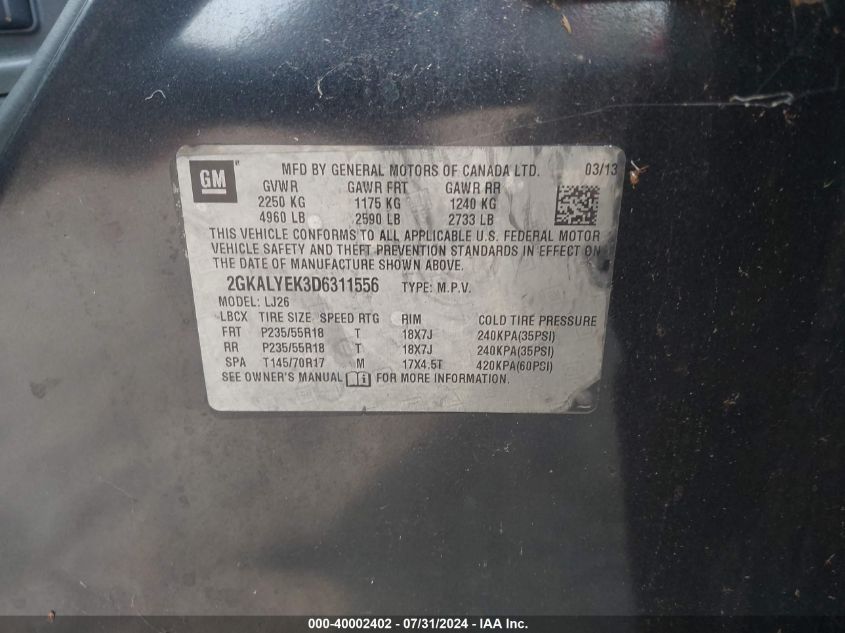 GM
MFD BY GENERAL MOTORS OF CANADA LTD. 03/13
GVWR GAWR FRT GAWR RR
2250 KG 1175 KG 1240 KG
4960 LB 2590 LB 2733 LB
THIS VEHICLE CONFORMS TO ALL APPLICABLE U.S. FEDERAL MOTOR
VEHICLE SAFETY AND THEFT PREVENTION STANDARDS IN EFFECT ON
THE DATE OF MANUFACTURE SHOWN ABOVE.
2GKALYEK3D6311556 TYPE: M.P.V.
MODEL: LJ26
LBCX TIRE SIZE SPEED RTG RIM COLD TIRE PRESSURE
FRT P235/55R18 T 18X7J 240KPA(35PSI)
RR P235/55R18 T 18X7J 240KPA(35PSI)
SPA T145/70R17 M 17X4.5T 420KPA(60PSI)
SEE OWNER'S MANUAL FOR MORE INFORMATION.
000-40002402 - 07/31/2024 - IAA Inc.